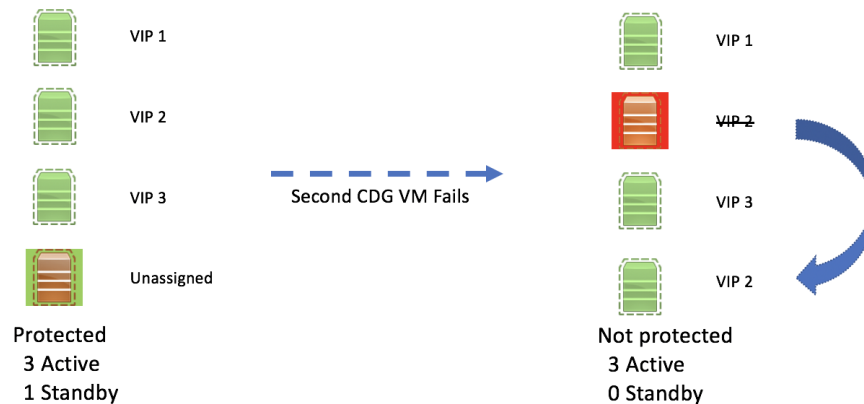 VIP 1
VIP 2
VIP 3
Unassigned
Protected
3 Active
1 Standby
Second CDG VM Fails
VIP 1
VIP 2
VIP 3
VIP 2
Not protected
3 Active
0 Standby